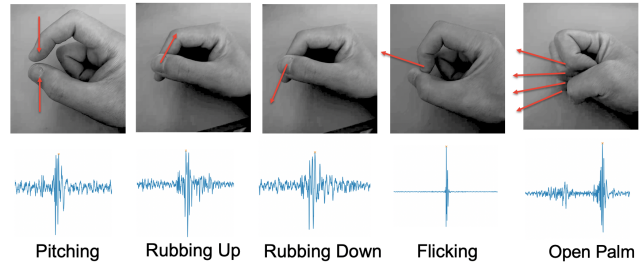 Pitching
Rubbing Up
Rubbing Down
Flicking
Open Palm